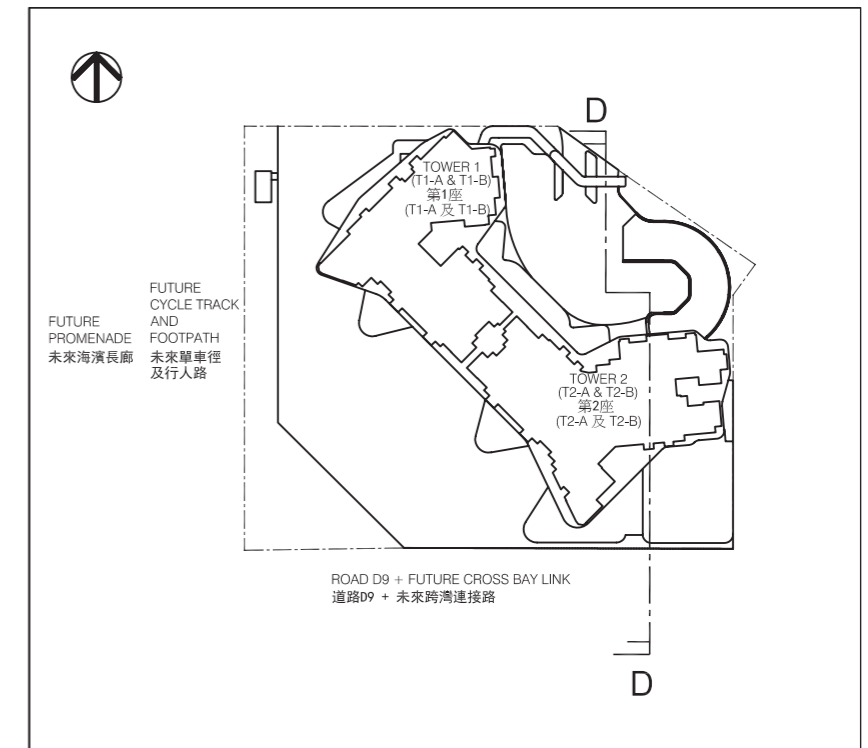 D
TOWER 1
(T1-A & T1-B)
第1座
(T1-A 及 T1-B)
FUTURE
PROMENADE
未來海濱長廊
FUTURE
CYCLE TRACK
AND
FOOTPATH
未來單車徑
及行人路
TOWER 2
(T2-A & T2-B)
第2座
(T2-A 及 T2-B)
ROAD D9 + FUTURE CROSS BAY LINK
道路D9 + 未來跨灣連接路
D